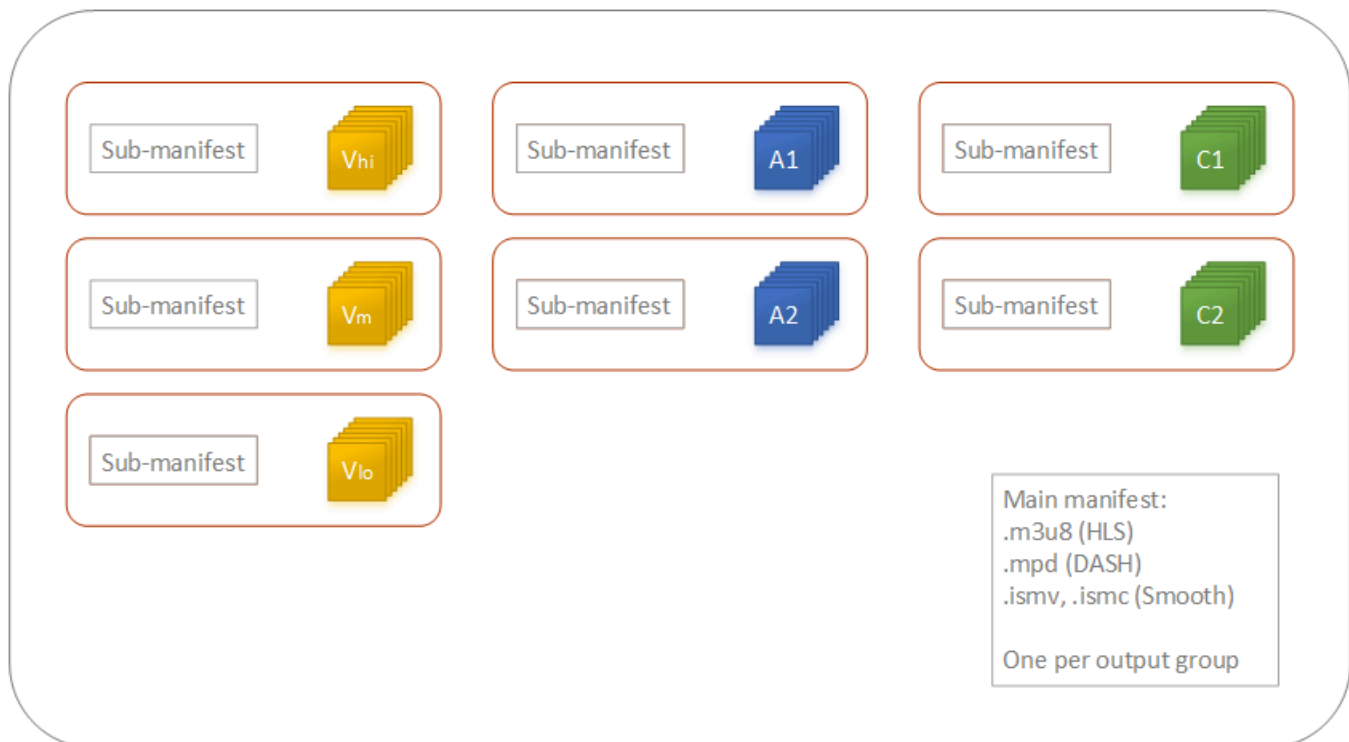 Sub-manifest
Vhi
Sub-manifest
A1
Sub-manifest
C1
Sub-manifest
Vm
Sub-manifest
A2
Sub-manifest
C2
Sub-manifest
Vlo
Main manifest:
.m3u8 (HLS)
.mpd (DASH)
.ismv, .ismc (Smooth)
One per output group